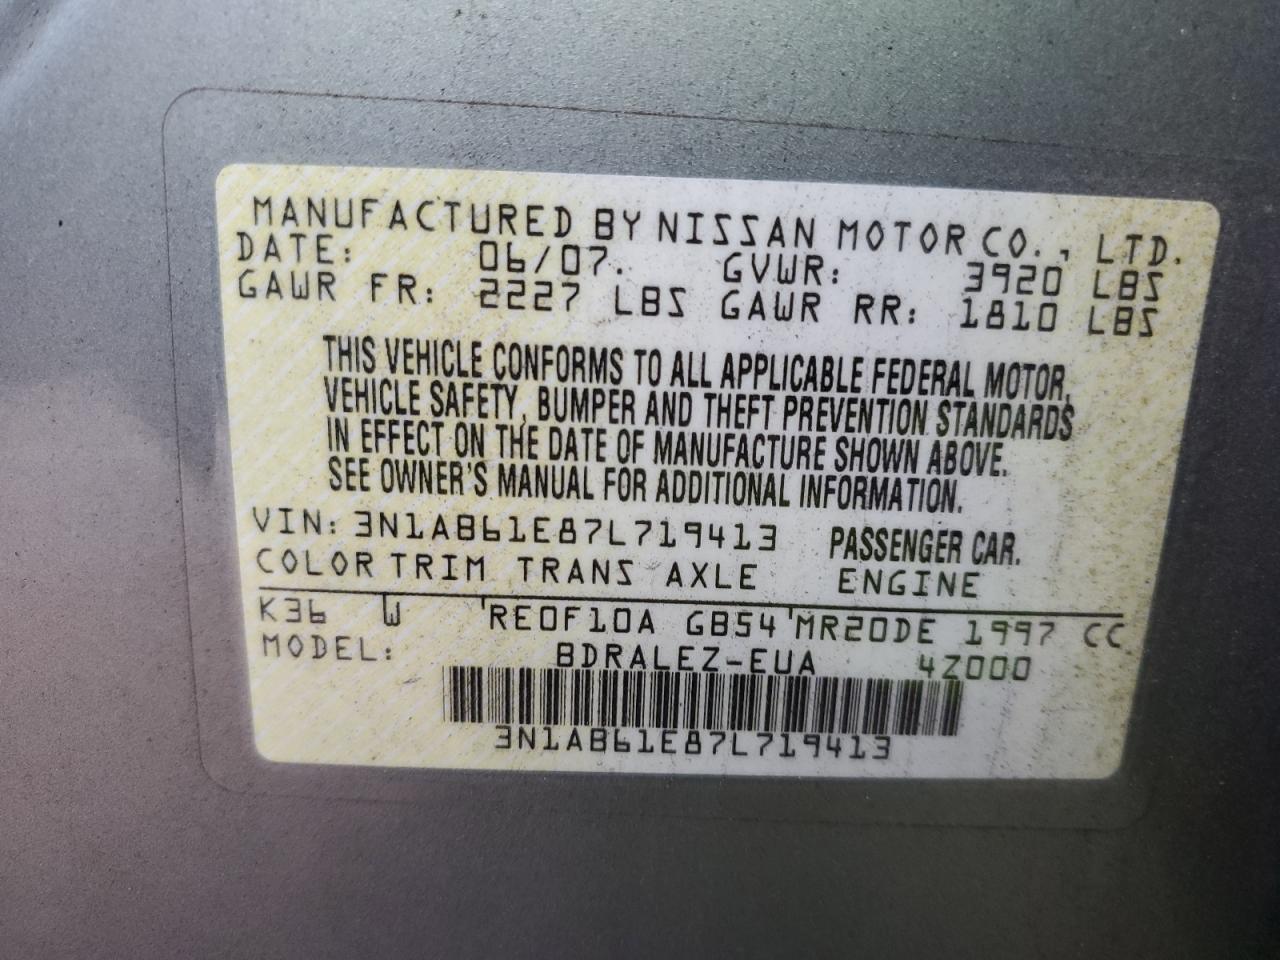 MANUFACTURED BY NISSAN MOTOR CO., LTD.
DATE: 06/07. GVWR: 3920 LBS
GAWR FR: 2227 LBS GAWR RR: 1810 LBS
THIS VEHICLE CONFORMS TO ALL APPLICABLE FEDERAL MOTOR,
VEHICLE SAFETY, BUMPER AND THEFT PREVENTION STANDARDS
IN EFFECT ON THE DATE OF MANUFACTURE SHOWN ABOVE.
SEE OWNER'S MANUAL FOR ADDITIONAL INFORMATION.
VIN: 3N1AB61E87L719413 PASSENGER CAR.
COLOR TRIM TRANS AXLE ENGINE
K36 W RE0F10A GB54 MR20DE 1997 CC
MODEL: BDRALEZ-EUA 4Z000
3N1AB61E87L719413